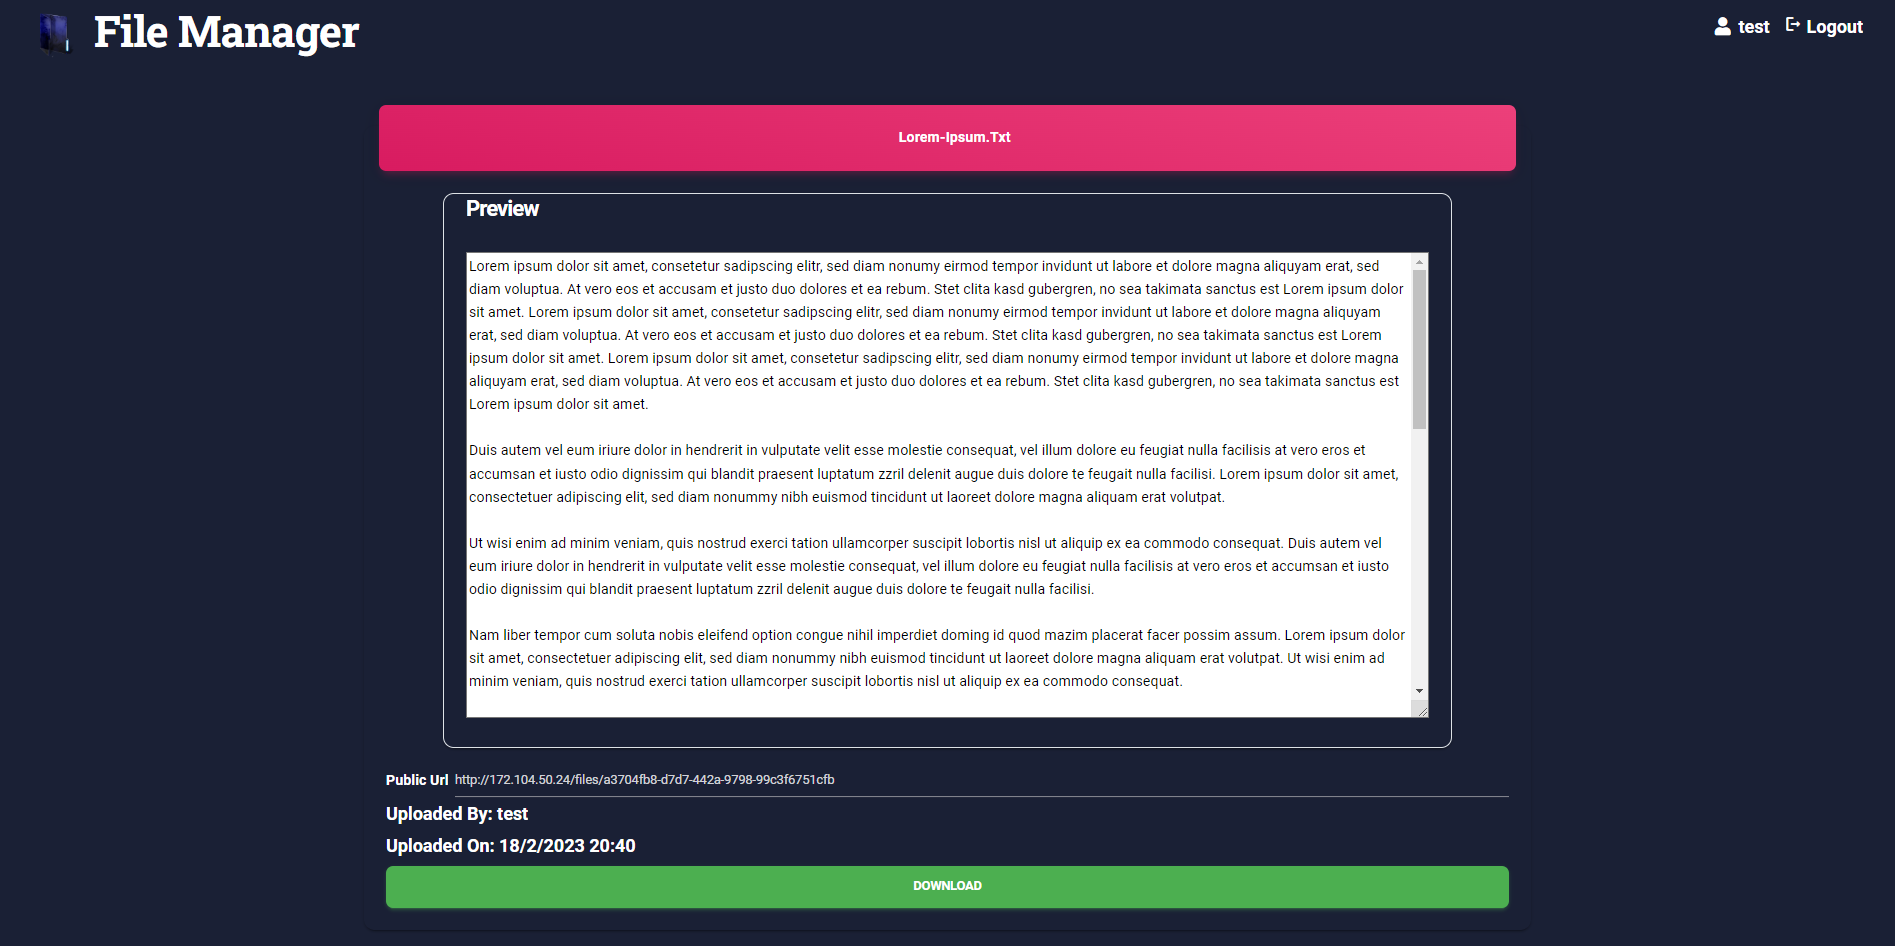 File Manager
test Logout
Lorem-Ipsum.Txt
Preview
Lorem ipsum dolor sit amet, consetetur sadipscing elitr, sed diam nonumy eirmod tempor invidunt ut labore et dolore magna aliquyam erat, sed
diam voluptua. At vero eos et accusam et justo duo dolores et ea rebum. Stet clita kasd gubergren, no sea takimata sanctus est Lorem ipsum dolor
sit amet. Lorem ipsum dolor sit amet, consetetur sadipscing elitr, sed diam nonumy eirmod tempor invidunt ut labore et dolore magna aliquyam
erat, sed diam voluptua. At vero eos et accusam et justo duo dolores et ea rebum. Stet clita kasd gubergren, no sea takimata sanctus est Lorem
ipsum dolor sit amet. Lorem ipsum dolor sit amet, consetetur sadipscing elitr, sed diam nonumy eirmod tempor invidunt ut labore et dolore magna
aliquyam erat, sed diam voluptua. At vero eos et accusam et justo duo dolores et ea rebum. Stet clita kasd gubergren, no sea takimata sanctus est
Lorem ipsum dolor sit amet.
Duis autem vel eum iriure dolor in hendrerit in vulputate velit esse molestie consequat, vel illum dolore eu feugiat nulla facilisis at vero eros et
accumsan et iusto odio dignissim qui blandit praesent luptatum zzril delenit augue duis dolore te feugait nulla facilisi. Lorem ipsum dolor sit amet,
consectetuer adipiscing elit, sed diam nonummy nibh euismod tincidunt ut laoreet dolore magna aliquam erat volutpat.
Ut wisi enim ad minim veniam, quis nostrud exerci tation ullamcorper suscipit lobortis nisl ut aliquip ex ea commodo consequat. Duis autem vel
eum iriure dolor in hendrerit in vulputate velit esse molestie consequat, vel illum dolore eu feugiat nulla facilisis at vero eros et accumsan et iusto
odio dignissim qui blandit praesent luptatum zzril delenit augue duis dolore te feugait nulla facilisi.
Nam liber tempor cum soluta nobis eleifend option congue nihil imperdiet doming id quod mazim placerat facer possim assum. Lorem ipsum dolor
sit amet, consectetuer adipiscing elit, sed diam nonummy nibh euismod tincidunt ut laoreet dolore magna aliquam erat volutpat. Ut wisi enim ad
minim veniam, quis nostrud exerci tation ullamcorper suscipit lobortis nisl ut aliquip ex ea commodo consequat.
Public Url http://172.104.50.24/files/a3704fb8-d7d7-442a-9798-99c3f6751cfb
Uploaded By: test
Uploaded On: 18/2/2023 20:40
DOWNLOAD